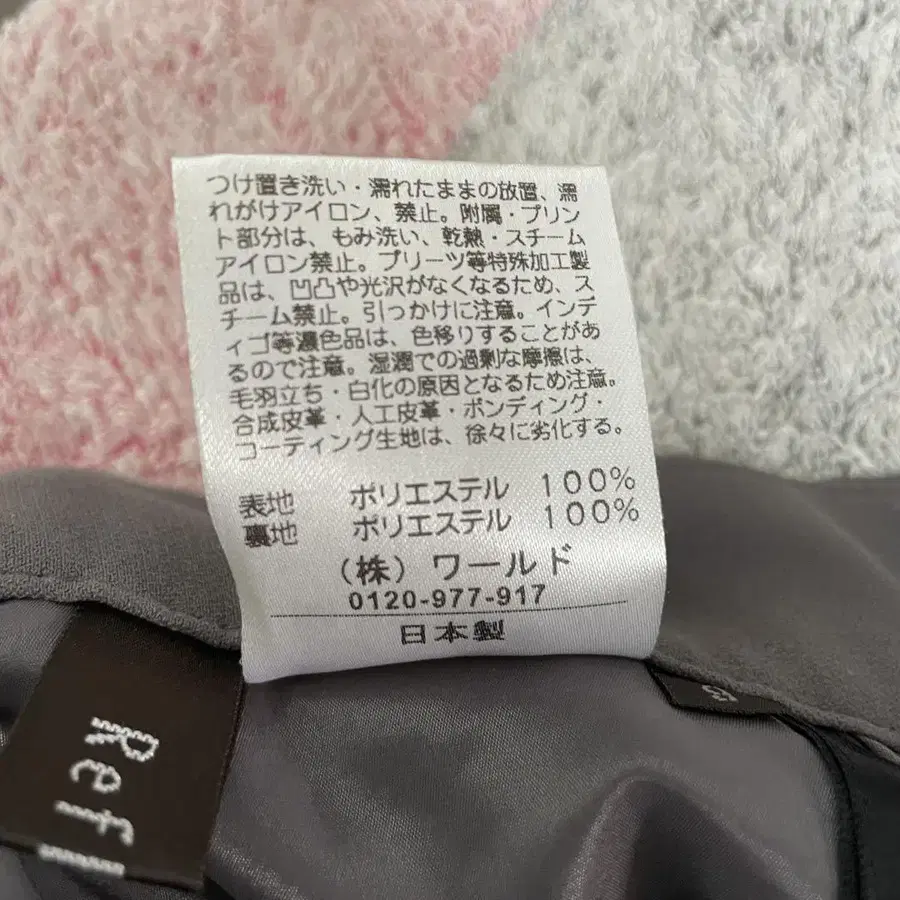 つけ置き洗い・濡れたままの放置、濡
れがけアイロン、禁止。附属・プリン
ト部分は、もみ洗い、乾熱・スチーム
アイロン禁止。プリーツ等特殊加工製
品は、凹凸や光沢がなくなるため、ス
チーム禁止。引っかけに注意。インデ
ィゴ等濃色品は、色移りすることがあ
るので注意。湿潤での過剰な摩擦は、
毛羽立ち・白化の原因となるため注意。
合成皮革・人工皮革・ボンディング・
コーティング生地は、徐々に劣化する。
表地 ポリエステル 100%
裏地 ポリエステル 100%
(株) ワールド
0120-977-917
日本製
Ref